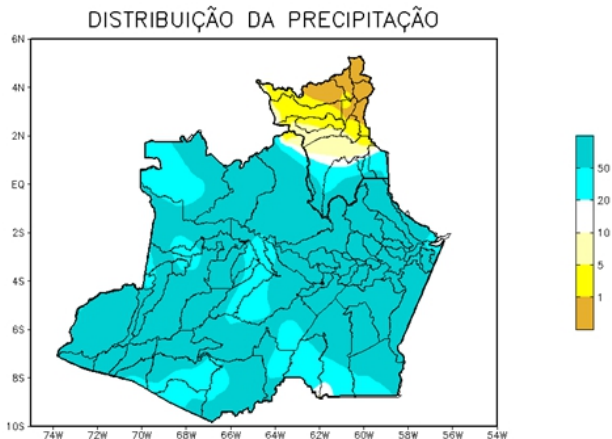 DISTRIBUIÇÃO DA PRECIPITAÇÃO
6N
4N
2N
EQ
2S
4S
6S
8S
10S
74W 72W 70W 68W 66W 64W 62W 60W 58W 56W 54W
50
20
10
5
1